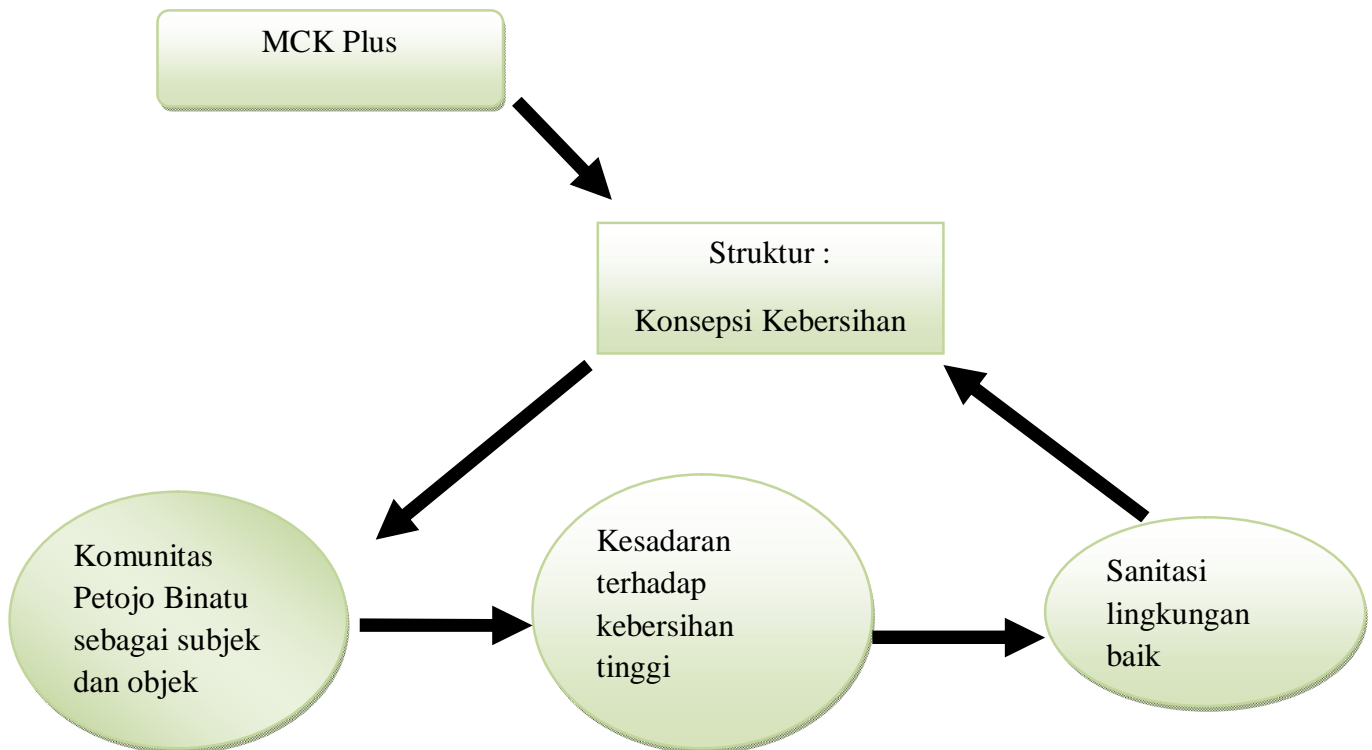 MCK Plus
Struktur :
Konsepsi Kebersihan
Komunitas
Petojo Binatu
sebagai subjek
dan objek
Kesadaran
terhadap
kebersihan
tinggi
Sanitasi
lingkungan
baik